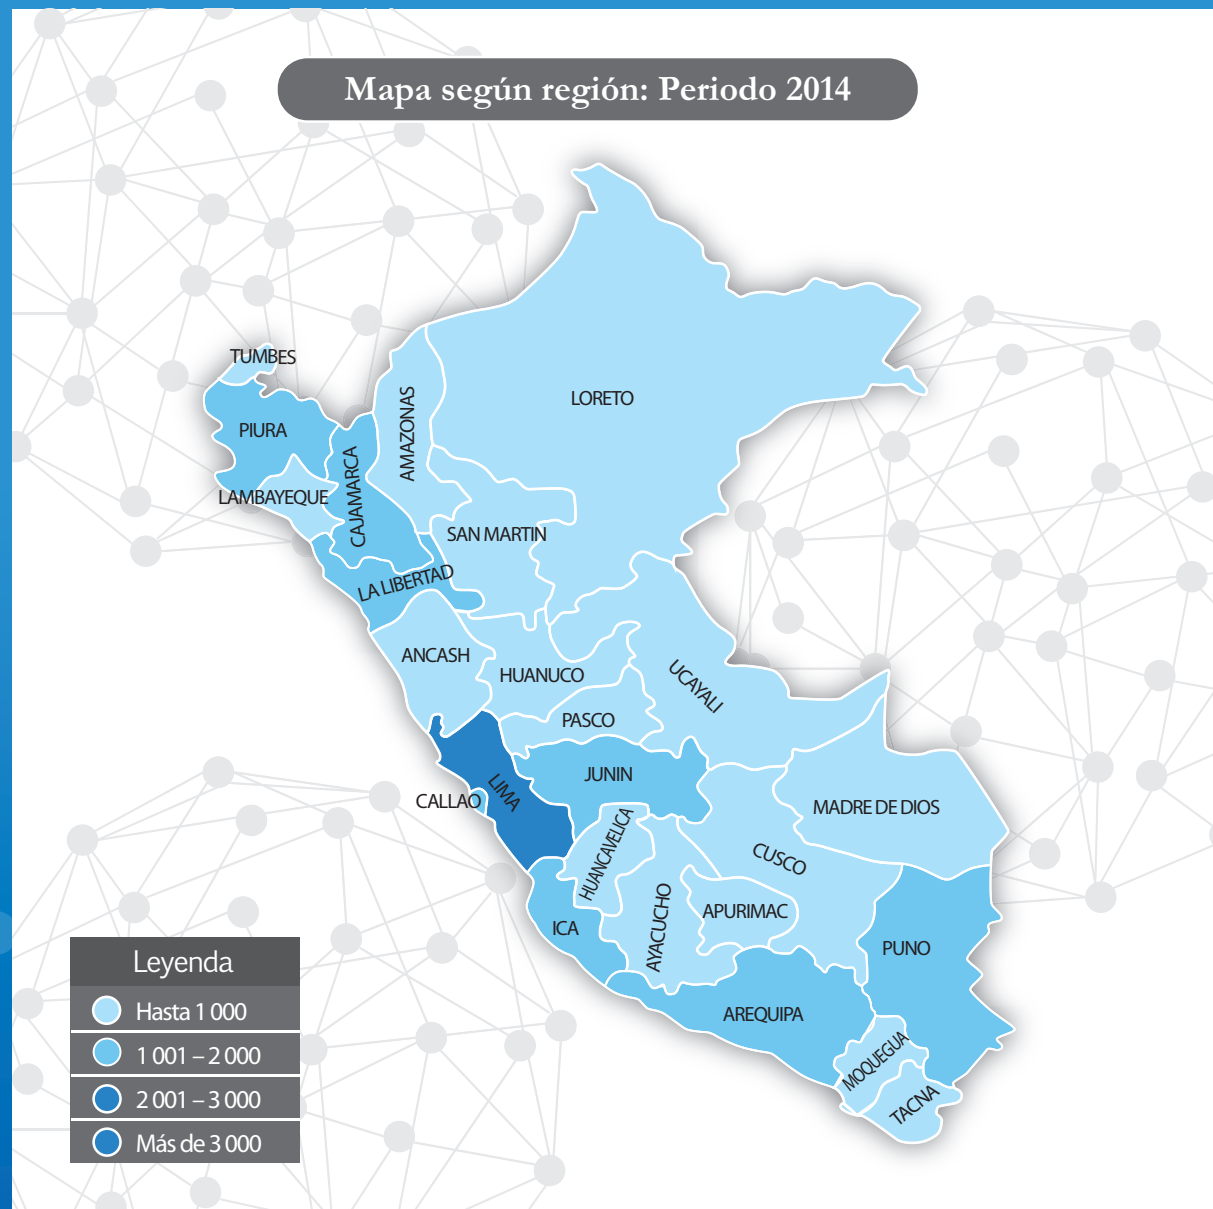 Mapa según región: Periodo 2014
LORETO
TUMBES
AMAZONAS
PIURA
CAJAMARCA
LAMBAYEQUE
SAN MARTIN
LA LIBERTAD
ANCASH
HUANUCO
UCAYALI
PASCO
JUNIN
LIMA
CALLAO
MADRE DE DIOS
HUANCAVELICA
CUSCO
APURIMAC
AYACUCHO
ICA
PUNO
AREQUIPA
MOQUEGUA
TACNA
Leyenda
Hasta 1 000
1 001 – 2 000
2 001 – 3 000
Más de 3 000